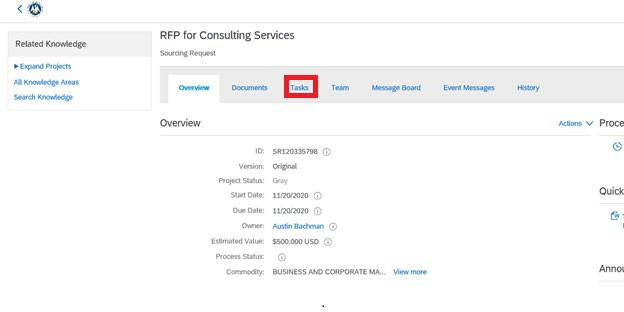 RFP for Consulting Services
Related Knowledge
Sourcing Request
Expand Projects
All Knowledge Areas
Search Knowledge
Overview Documents Tasks Team Message Board Event Messages History
Overview
Actions
Proce
ID: SR120335798
Version: Original
Project Status: Gray
Start Date: 11/20/2020
Due Date: 11/20/2020
Quick
Owner: Austin Bachman
Estimated Value: $500,000 USD
Process Status:
Commodity: BUSINESS AND CORPORATE MA... View more
Annou